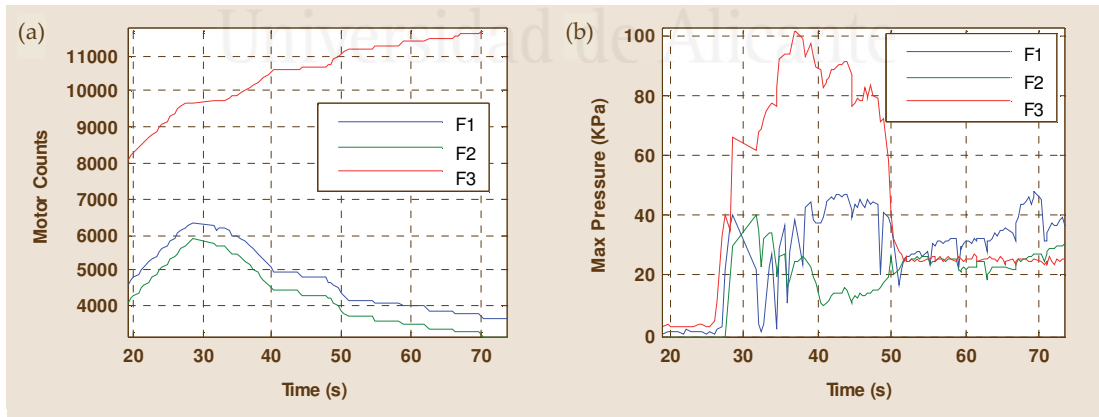 Universidad de Alicante
(a)
Motor Counts
11000
10000
9000
8000
7000
6000
5000
4000
20 30 40 50 60 70
Time (s)
F1
F2
F3
(b)
Max Pressure (KPa)
100
80
60
40
20
0
20 30 40 50 60 70
Time (s)
F1
F2
F3